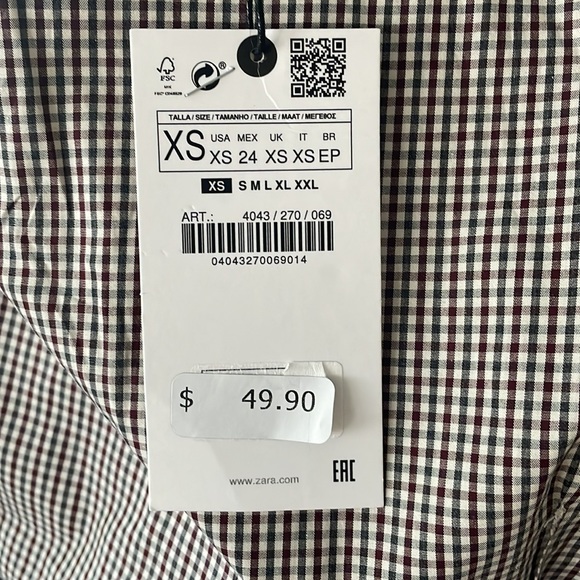 FSC
®
TALLA / SIZE / TAMANHO / TAILLE / MAAT / ΜΕΓΕΘΟΣ
XS
USA MEX UK IT BR
XS 24 XS XS EP
XS S M L XL XXL
ART.: 4043 / 270 / 069
04043270069014
$ 49.90
www.zara.com
EAC